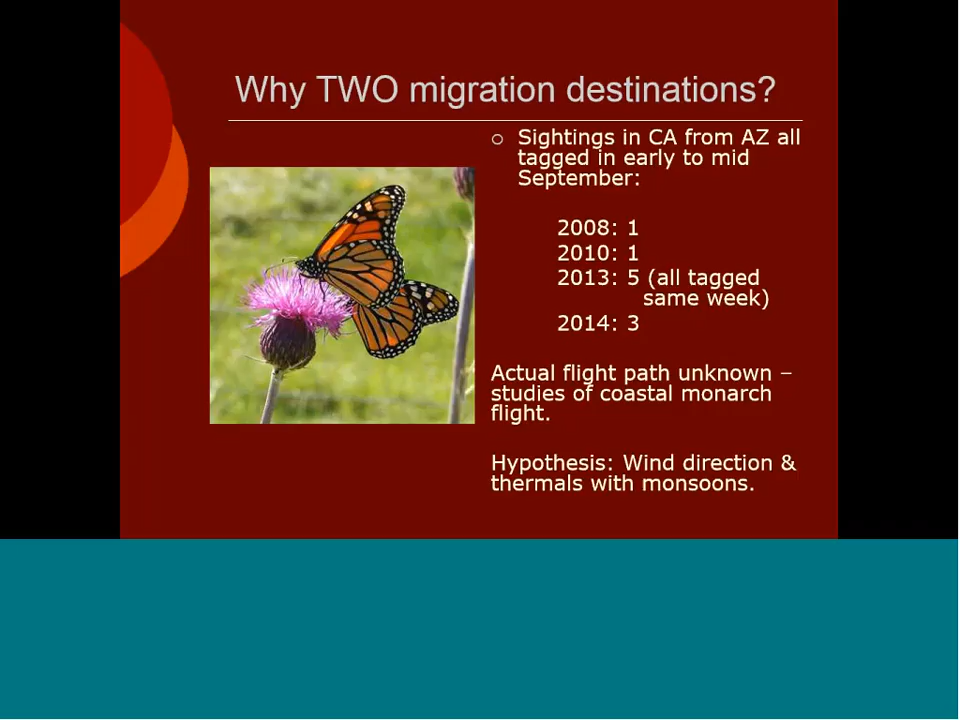 Why TWO migration destinations?
○ Sightings in CA from AZ all
tagged in early to mid
September:
2008: 1
2010: 1
2013: 5 (all tagged
same week)
2014: 3
Actual flight path unknown –
studies of coastal monarch
flight.
Hypothesis: Wind direction &
thermals with monsoons.